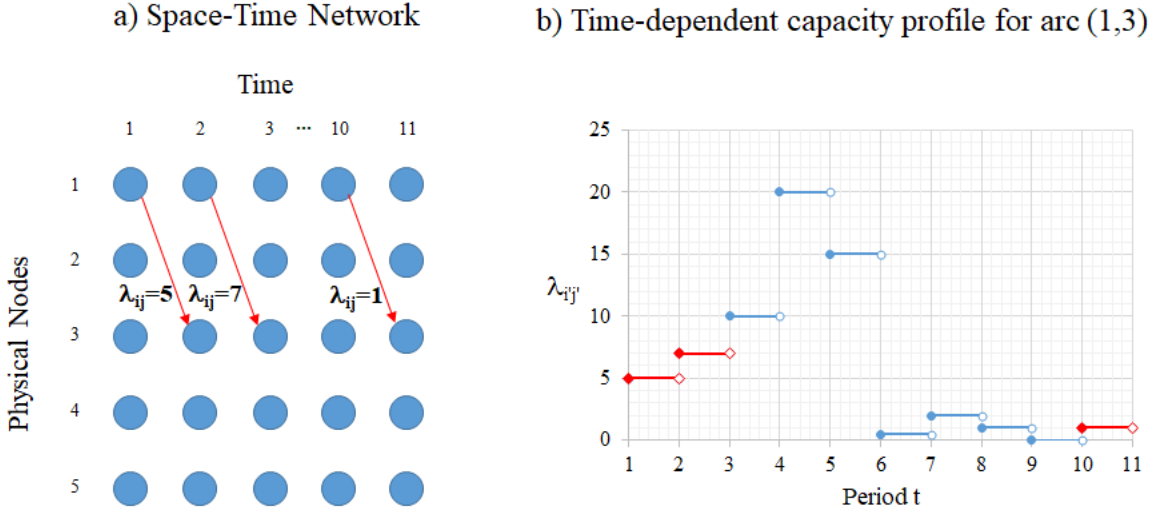 a) Space-Time Network
Time
1 2 3 ··· 10 11
Physical Nodes
1
2
λij=5 λij=7 λij=1
3
4
5
b) Time-dependent capacity profile for arc (1,3)
λi'j'
25
20
15
10
5
0
1 2 3 4 5 6 7 8 9 10 11
Period t